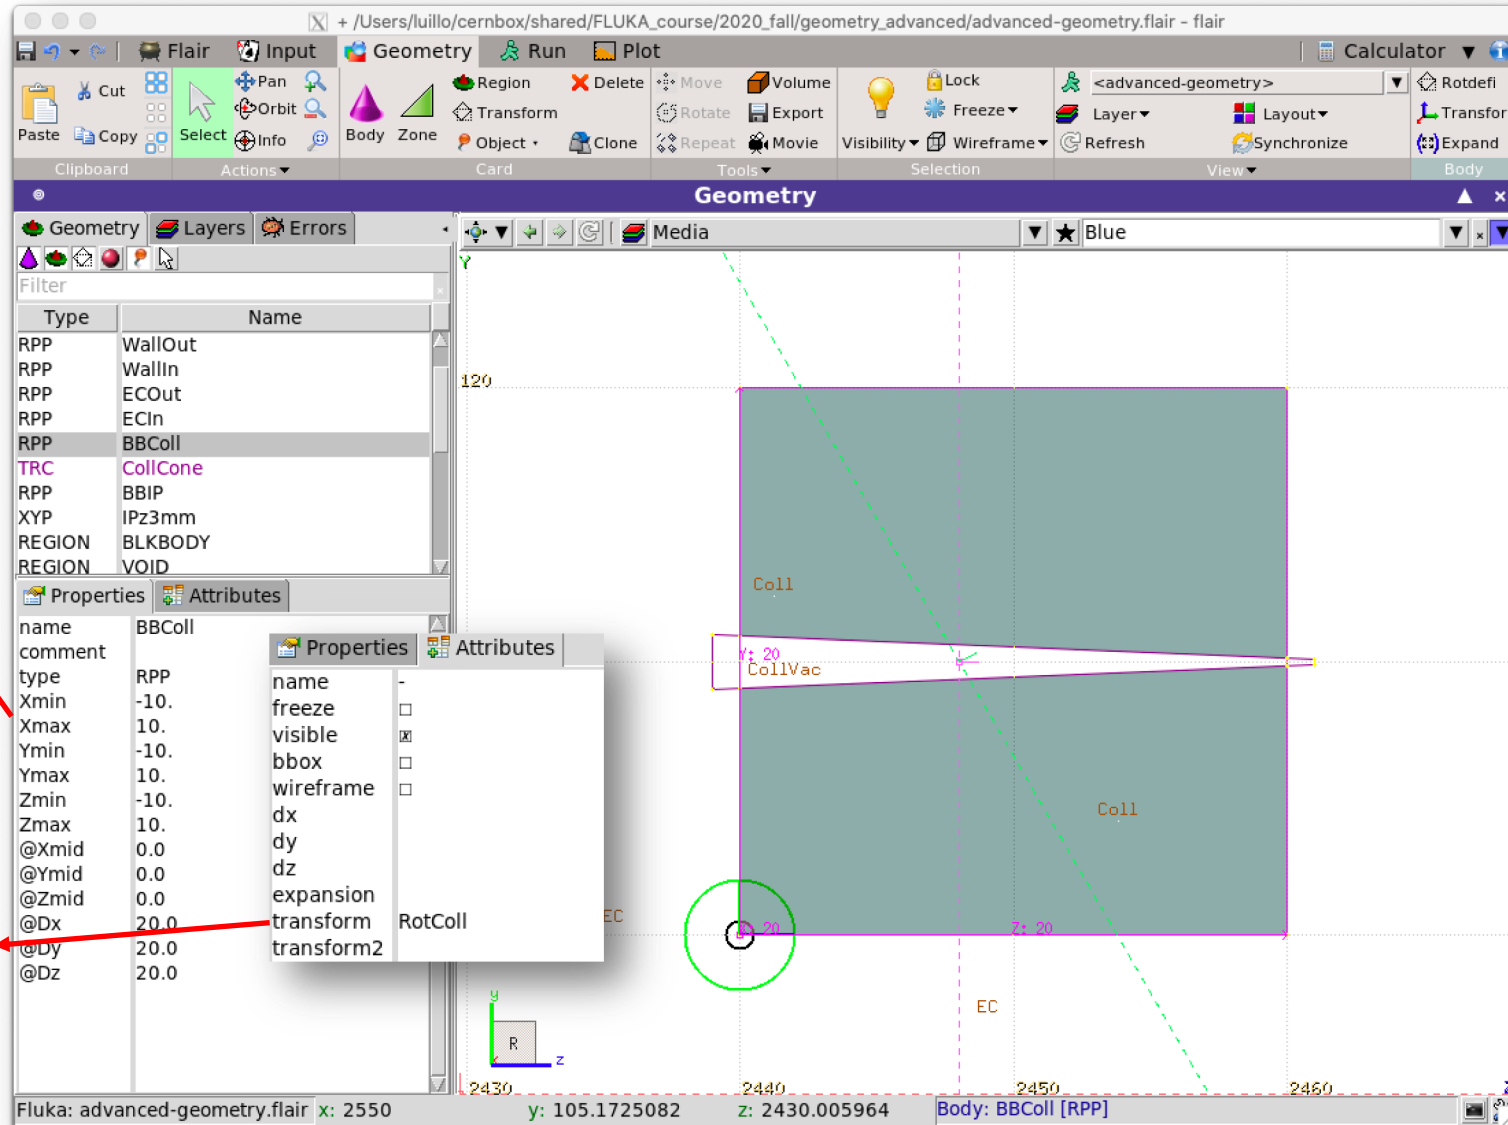 + /Users/luillo/cernbox/shared/FLUKA_course/2020_fall/geometry_advanced/advanced-geometry.flair - flair
Flair Input Geometry Run Plot Calculator
Paste Cut Copy Select Pan Orbit Info Body Zone
Region Transform Object Delete Clone
Move Rotate Repeat Volume Export Movie
Visibility Lock Freeze Wireframe
<advanced-geometry>
Layer Layout
Refresh Synchronize
Rotdefi
Transfor
Expand
Clipboard Actions Card Tools Selection View Body
Geometry
Geometry Layers Errors
Media Blue
Filter
Type Name
RPP WallOut
RPP WallIn
RPP ECOut
RPP ECIn
RPP BBColl
TRC CollCone
RPP BBIP
XYP IPz3mm
REGION BLKBODY
REGION VOID
Properties Attributes
name BBColl
comment
type RPP
Xmin -10.
Xmax 10.
Ymin -10.
Ymax 10.
Zmin -10.
Zmax 10.
@Xmid 0.0
@Ymid 0.0
@Zmid 0.0
@Dx 20.0
@Dy 20.0
@Dz 20.0
Properties Attributes
name -
freeze
visible
bbox
wireframe
dx
dy
dz
expansion
transform RotColl
transform2
Y
120
Coll
Y: 20
CollVac
Coll
EC
20
Z: 20
EC
y
R
z
2430 2440 2450 2460
Fluka: advanced-geometry.flair x: 2550 y: 105.1725082 z: 2430.005964 Body: BBColl [RPP]